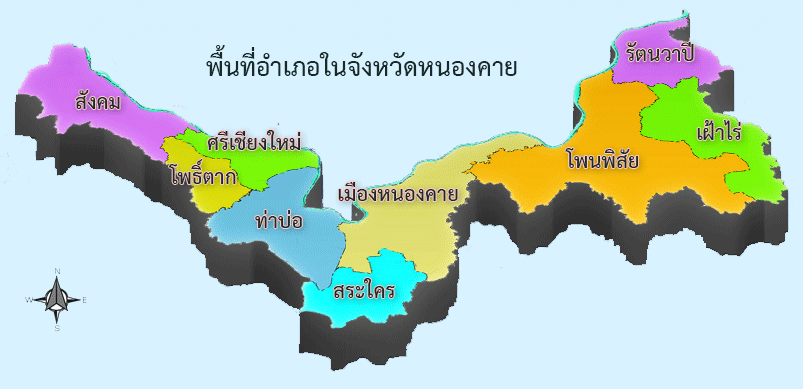 พื้นที่อำเภอในจังหวัดหนองคาย
รัตนวาปี
สังคม
เฝ้าไร่
ศรีเชียงใหม่
โพนพิสัย
โพธิ์ตาก
เมืองหนองคาย
ท่าบ่อ
สระใคร
N
W
E
S